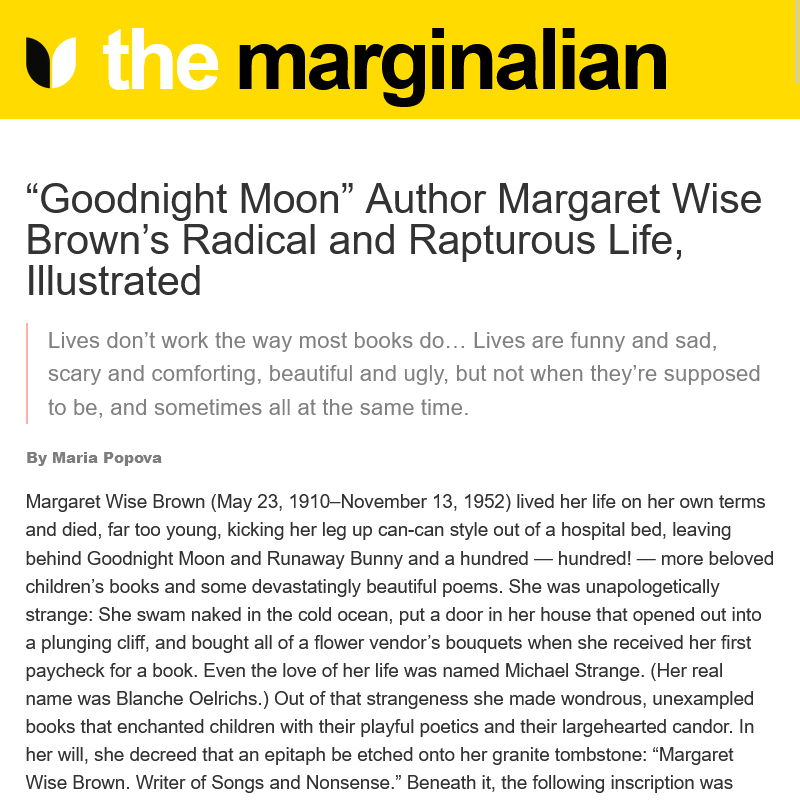 the marginalian
“Goodnight Moon” Author Margaret Wise
Brown’s Radical and Rapturous Life,
Illustrated
Lives don’t work the way most books do… Lives are funny and sad,
scary and comforting, beautiful and ugly, but not when they’re supposed
to be, and sometimes all at the same time.
By Maria Popova
Margaret Wise Brown (May 23, 1910–November 13, 1952) lived her life on her own terms
and died, far too young, kicking her leg up can-can style out of a hospital bed, leaving
behind Goodnight Moon and Runaway Bunny and a hundred — hundred! — more beloved
children’s books and some devastatingly beautiful poems. She was unapologetically
strange: She swam naked in the cold ocean, put a door in her house that opened out into
a plunging cliff, and bought all of a flower vendor’s bouquets when she received her first
paycheck for a book. Even the love of her life was named Michael Strange. (Her real
name was Blanche Oelrichs.) Out of that strangeness she made wondrous, unexampled
books that enchanted children with their playful poetics and their largehearted candor. In
her will, she decreed that an epitaph be etched onto her granite tombstone: “Margaret
Wise Brown. Writer of Songs and Nonsense.” Beneath it, the following inscription was